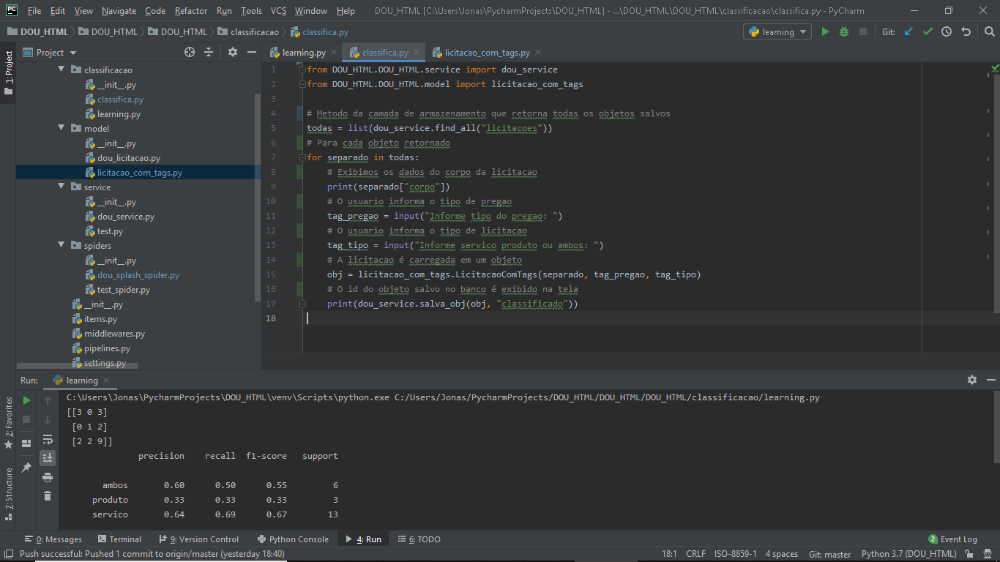 PC File Edit View Navigate Code Refactor Run Tools VCS Window Help DOU_HTML [C:\Users\Jonas\PycharmProjects\DOU_HTML] - ...\DOU_HTML\DOU_HTML\classificacao\classifica.py - PyCharm
DOU_HTML DOU_HTML DOU_HTML classificacao classifica.py learning Git:
1: Project
Project
learning.py classifica.py licitacao_com_tags.py
classificacao
__init__.py
classifica.py
learning.py
model
__init__.py
dou_licitacao.py
licitacao_com_tags.py
service
__init__.py
dou_service.py
test.py
spiders
__init__.py
dou_splash_spider.py
test_spider.py
__init__.py
items.py
middlewares.py
pipelines.py
settings.py
1 from DOU_HTML.DOU_HTML.service import dou_service
2 from DOU_HTML.DOU_HTML.model import licitacao_com_tags
3
4 # Metodo da camada de armazenamento que retorna todas os objetos salvos
5 todas = list(dou_service.find_all("licitacoes"))
6 # Para cada objeto retornado
7 for separado in todas:
8 # Exibimos os dados do corpo da licitacao
9 print(separado["corpo"])
10 # O usuario informa o tipo de pregao
11 tag_pregao = input("Informe tipo do pregao: ")
12 # O usuario informa o tipo de licitacao
13 tag_tipo = input("Informe servico produto ou ambos: ")
14 # A licitacao é carregada em um objeto
15 obj = licitacao_com_tags.LicitacaoComTags(separado, tag_pregao, tag_tipo)
16 # O id do objeto salvo no banco é exibido na tela
17 print(dou_service.salva_obj(obj, "classificado"))
18
Run: learning
2: Favorites
7: Structure
C:\Users\Jonas\PycharmProjects\DOU_HTML\venv\Scripts\python.exe C:/Users/Jonas/PycharmProjects/DOU_HTML/DOU_HTML/DOU_HTML/classificacao/learning.py
[[3 0 3]
[0 1 2]
[2 2 9]]
precision recall f1-score support
ambos 0.60 0.50 0.55 6
produto 0.33 0.33 0.33 3
servico 0.64 0.69 0.67 13
0: Messages Terminal 9: Version Control Python Console 4: Run 6: TODO 2 Event Log
Push successful: Pushed 1 commit to origin/master (yesterday 18:40) 18:1 CRLF ISO-8859-1 4 spaces Git: master Python 3.7 (DOU_HTML)